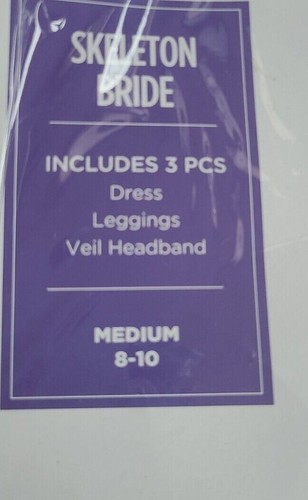 SKELETON
BRIDE
INCLUDES 3 PCS
Dress
Leggings
Veil Headband
MEDIUM
8-10